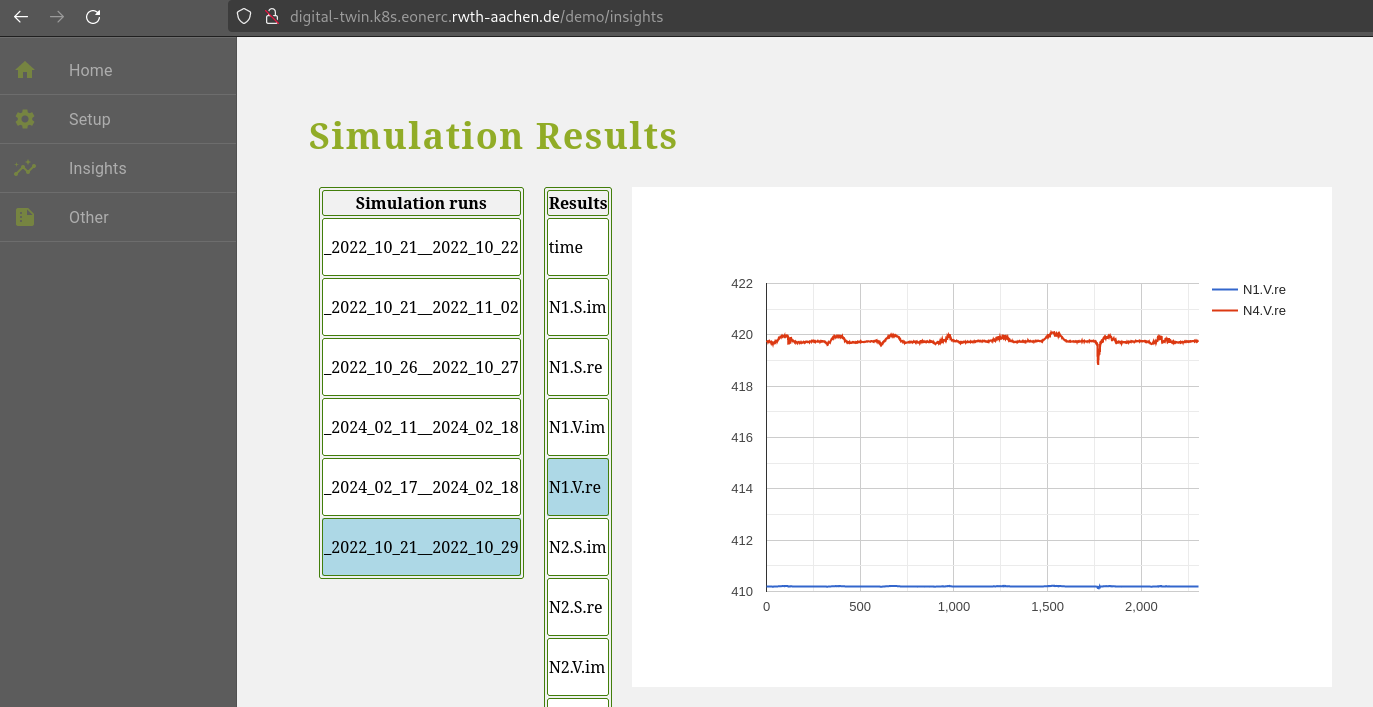 digital-twin.k8s.eonerc.rwth-aachen.de/demo/insights
Home
Setup
Insights
Other
Simulation Results
Simulation runs
_2022_10_21__2022_10_22
_2022_10_21__2022_11_02
_2022_10_26__2022_10_27
_2024_02_11__2024_02_18
_2024_02_17__2024_02_18
_2022_10_21__2022_10_29
Results
time
N1.S.im
N1.S.re
N1.V.im
N1.V.re
N2.S.im
N2.S.re
N2.V.im
422
420
418
416
414
412
410
0
500
1,000
1,500
2,000
N1.V.re
N4.V.re